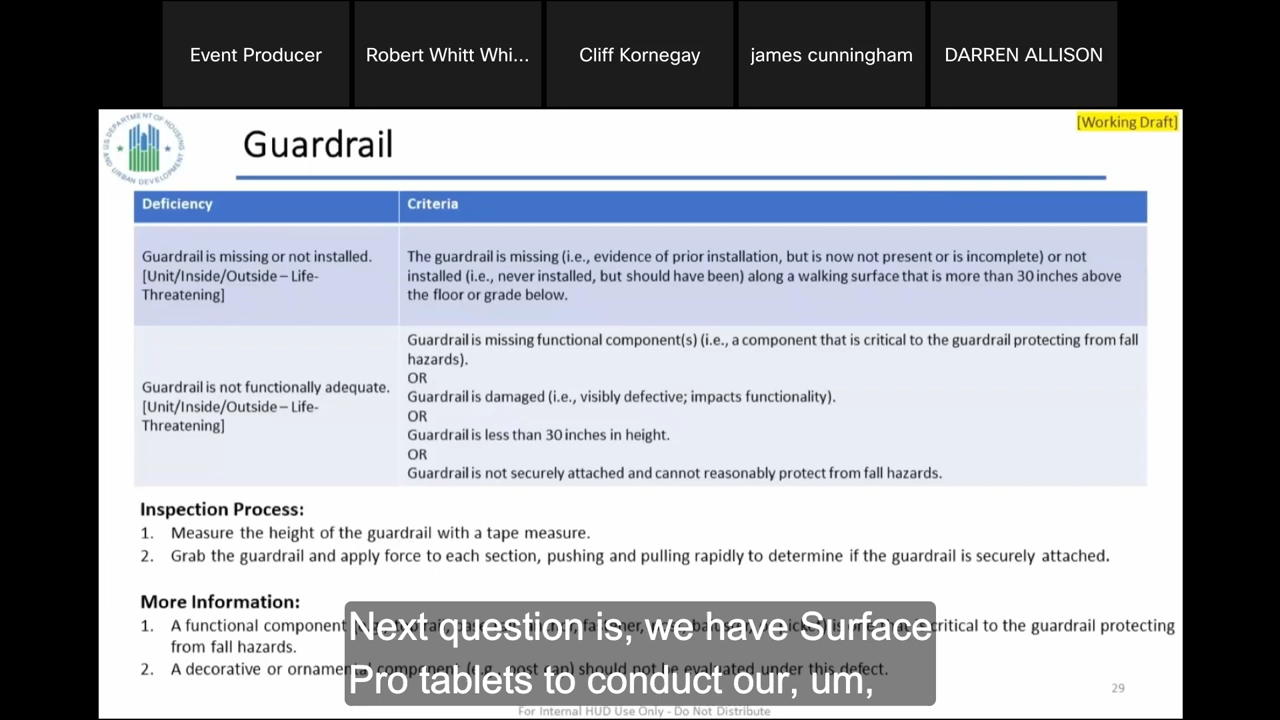 Event Producer
Robert Whitt Whi...
Cliff Kornegay
james cunningham
DARREN ALLISON
[Working Draft]
U.S. DEPARTMENT OF HOUSING AND URBAN DEVELOPMENT
Guardrail
Deficiency
Criteria
Guardrail is missing or not installed.
[Unit/Inside/Outside – Life-
Threatening]
The guardrail is missing (i.e., evidence of prior installation, but is now not present or is incomplete) or not
installed (i.e., never installed, but should have been) along a walking surface that is more than 30 inches above
the floor or grade below.
Guardrail is not functionally adequate.
[Unit/Inside/Outside – Life-
Threatening]
Guardrail is missing functional component(s) (i.e., a component that is critical to the guardrail protecting from fall
hazards).
OR
Guardrail is damaged (i.e., visibly defective; impacts functionality).
OR
Guardrail is less than 30 inches in height.
OR
Guardrail is not securely attached and cannot reasonably protect from fall hazards.
Inspection Process:
1. Measure the height of the guardrail with a tape measure.
2. Grab the guardrail and apply force to each section, pushing and pulling rapidly to determine if the guardrail is securely attached.
More Information:
1. A functional component critical to the guardrail protecting
from fall hazards.
2. A decorative or ornamental component (e.g., post cap) should not be evaluated under this defect.
Next question is, we have Surface
Pro tablets to conduct our, um,
29
For Internal HUD Use Only - Do Not Distribute